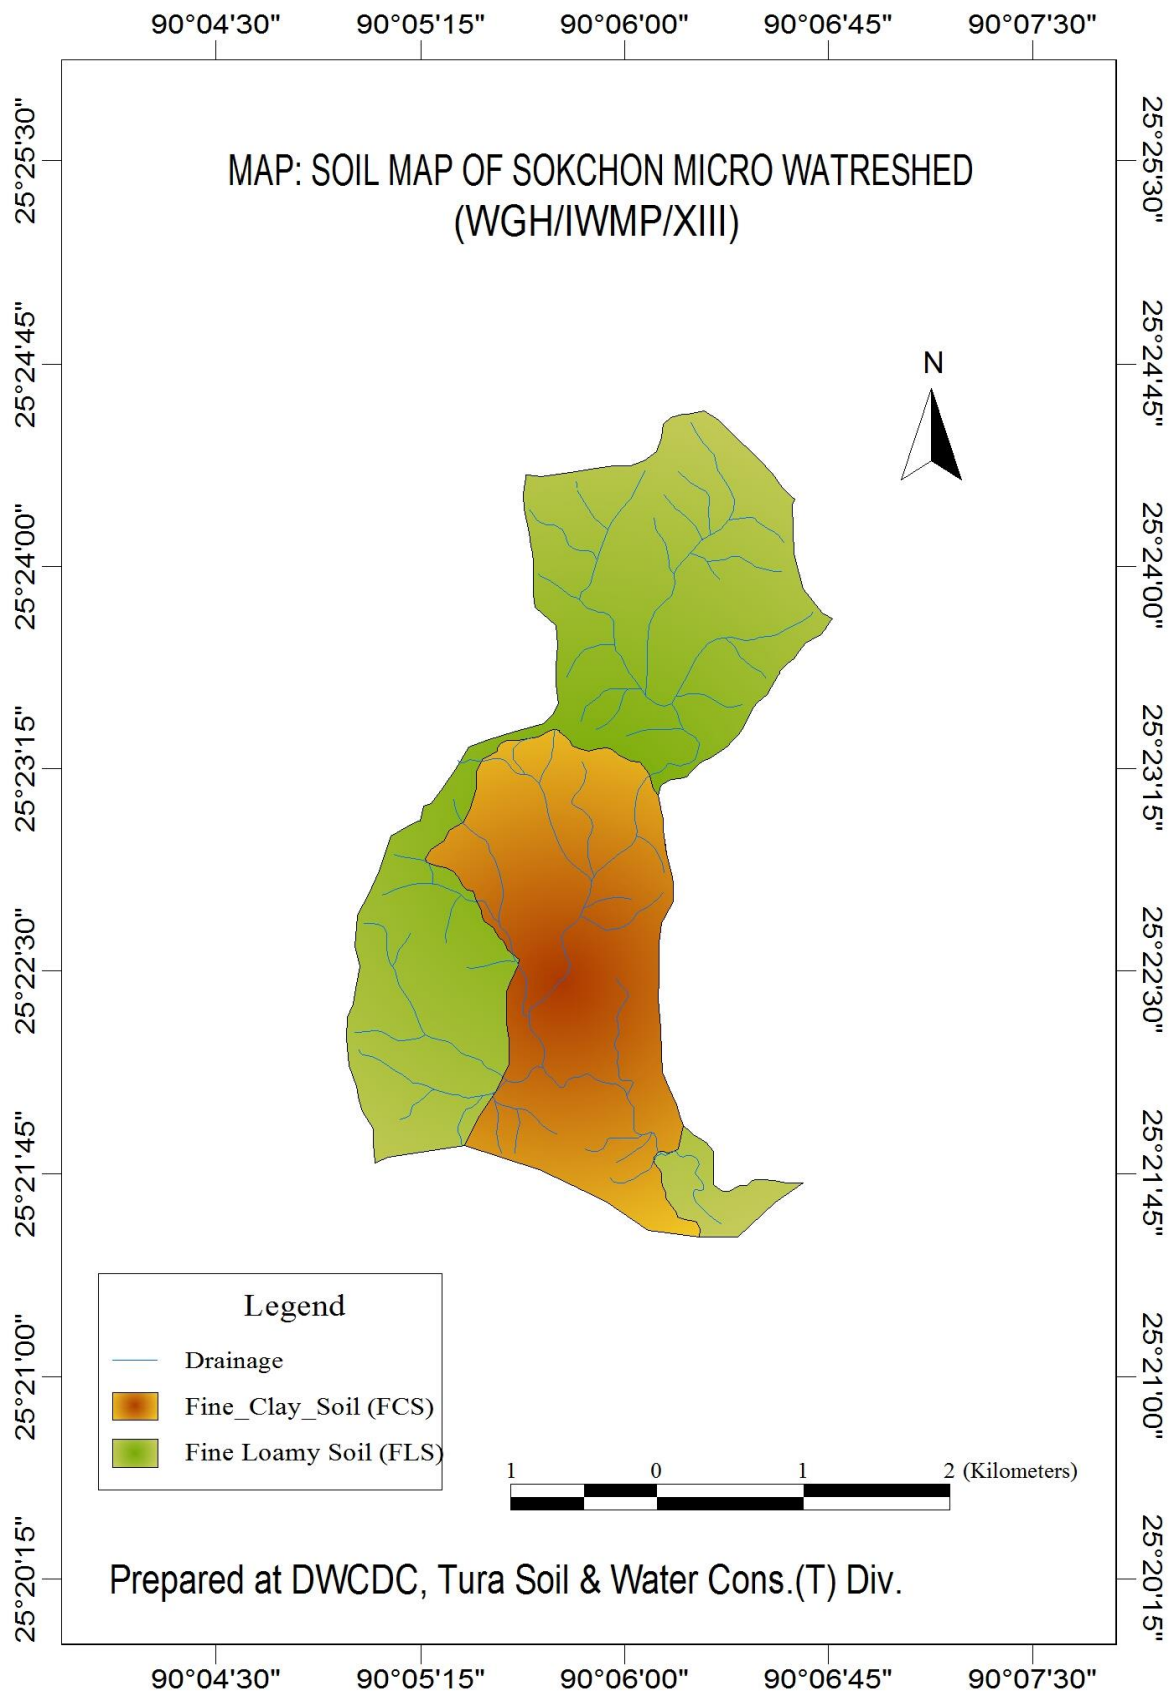 90°04'30" 90°05'15" 90°06'00" 90°06'45" 90°07'30"
25°25'30" 25°25'30"
MAP: SOIL MAP OF SOKCHON MICRO WATRESHED
(WGH/IWMP/XIII)
25°24'45" 25°24'45"
N
25°24'00" 25°24'00"
25°23'15" 25°23'15"
25°22'30" 25°22'30"
25°21'45" 25°21'45"
Legend
Drainage
25°21'00" 25°21'00"
Fine_Clay_Soil (FCS)
Fine Loamy Soil (FLS)
1 0 1 2 (Kilometers)
25°20'15" 25°20'15"
Prepared at DWCDC, Tura Soil & Water Cons.(T) Div.
90°04'30" 90°05'15" 90°06'00" 90°06'45" 90°07'30"